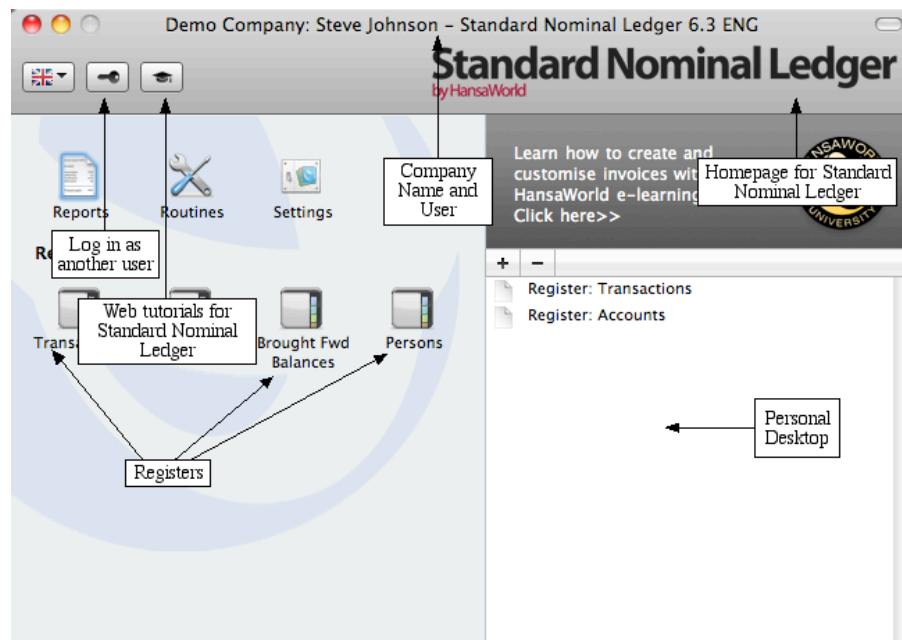 Demo Company: Steve Johnson – Standard Nominal Ledger 6.3 ENG
Standard Nominal Ledger
by HansaWorld
Learn how to create and
customise invoices wit
HansaWorld e-learning
Click here>>
Company
Name and
User
Homepage for Standard
Nominal Ledger
UNIVERSITY
Reports
Routines
Settings
Log in as
another user
Re
+ –
Register: Transactions
Register: Accounts
Web tutorials for
Standard Nominal
Ledger
Transa
Brought Fwd
Balances
Persons
Registers
Personal
Desktop